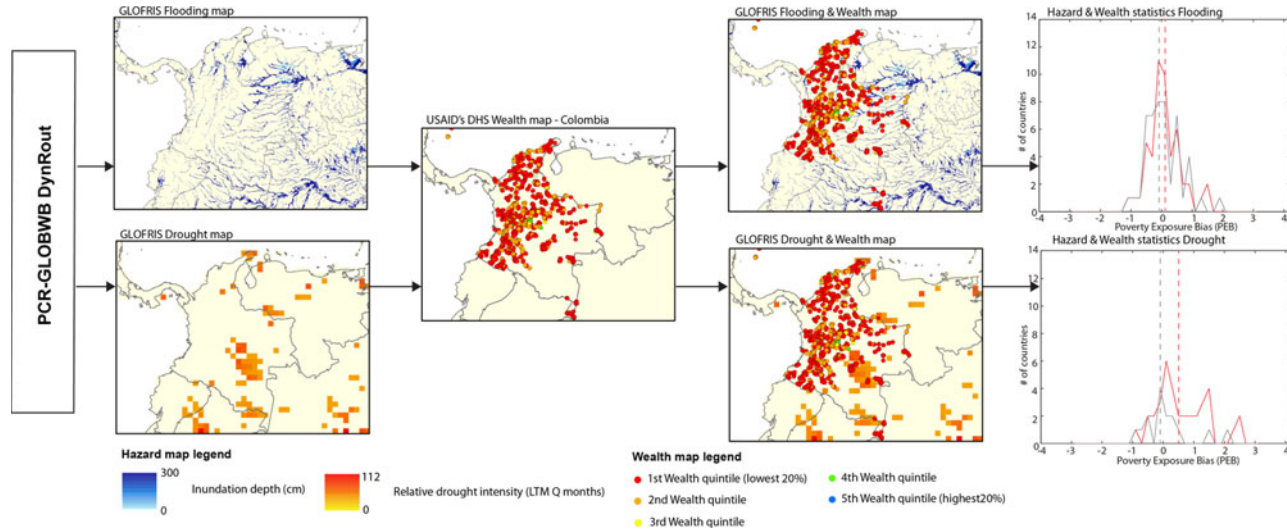 PCR-GLOBWB DynRout
GLOFRIS Flooding map
GLOFRIS Drought map
USAID's DHS Wealth map - Colombia
GLOFRIS Flooding & Wealth map
GLOFRIS Drought & Wealth map
Hazard & Wealth statistics Flooding
14
12
10
8
6
4
2
0
# of countries
-4 -3 -2 -1 0 1 2 3 4
Poverty Exposure Bias (PEB)
Hazard & Wealth statistics Drought
14
12
10
8
6
4
2
0
# of countries
-4 -3 -2 -1 0 1 2 3 4
Poverty Exposure Bias (PEB)
Hazard map legend
300
0
Inundation depth (cm)
112
0
Relative drought intensity (LTM Q months)
Wealth map legend
1st Wealth quintile (lowest 20%)
2nd Wealth quintile
3rd Wealth quintile
4th Wealth quintile
5th Wealth quintile (highest20%)